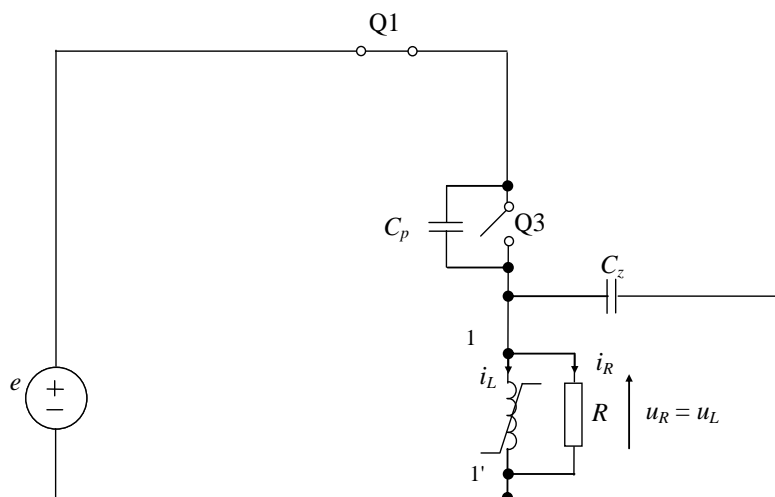 Q1
C_p
Q3
C_z
1
e
i_L
i_R
R
u_R = u_L
1'